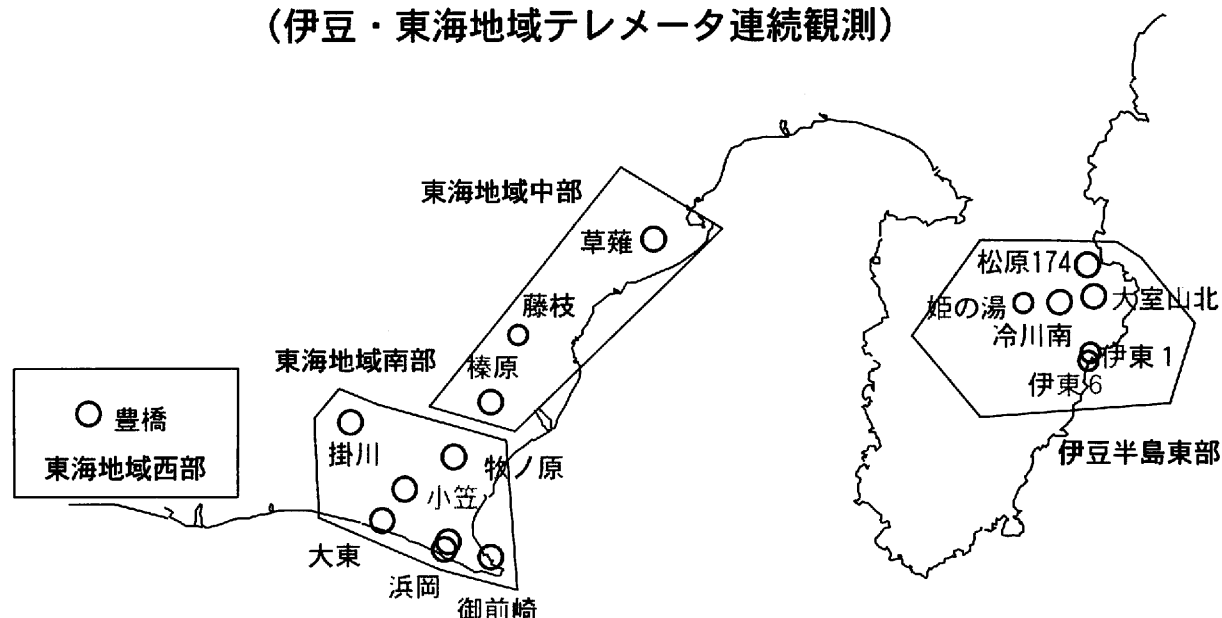 (伊豆・東海地域テレメータ連続観測)
東海地域中部
草薙
松原174
姫の湯
大室山北
冷川南
藤枝
伊東1
東海地域南部
榛原
伊東6
豊橋
掛川
牧ノ原
伊豆半島東部
東海地域西部
小笠
大東
浜岡
御前崎